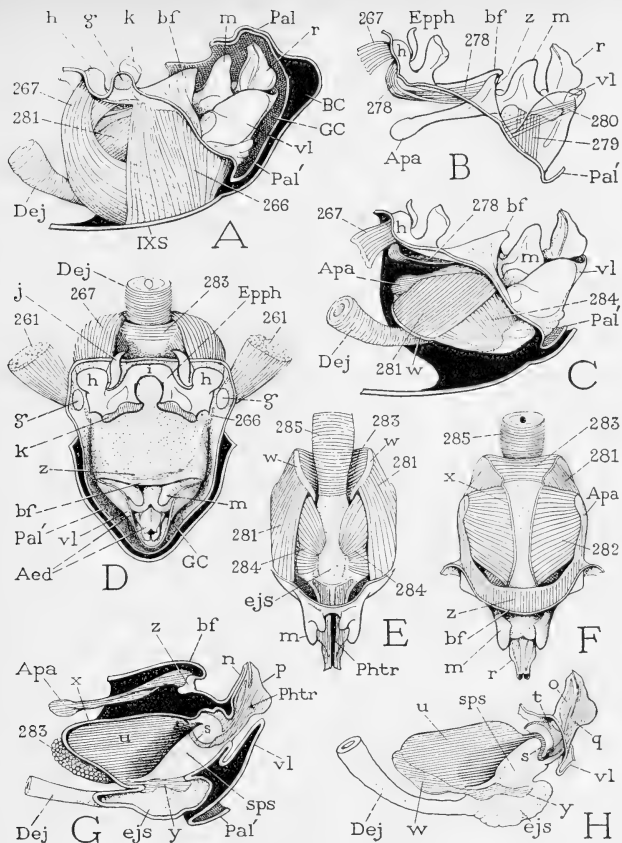 h g k bf m Pal
r
267
281
BC
GC
vl
Pal′
266
Dej
IXS
A
267 Epph bf z m
h 278 r
vl
278
280
279
Apa
Pal′
B
267 278 bf
h
m
Apa vl
284
Dej
Pal′
281 w
C
Dej
283
j 267 Epph
261 261
i
h h
g g
k 266
z
bf m
Pal′
vl
Aed GC
D
285 283
w w
281
281
284
284
ejs
m
Phtr
E
285 283
281
x
Apa
282
z
bf
m
r
F
z bf
n
Apa x p
Phtr
283 u s
vl
sps
Dej
ejs y Pal′
G
u sps t o
s q
vl
y
Dej w ejs
H